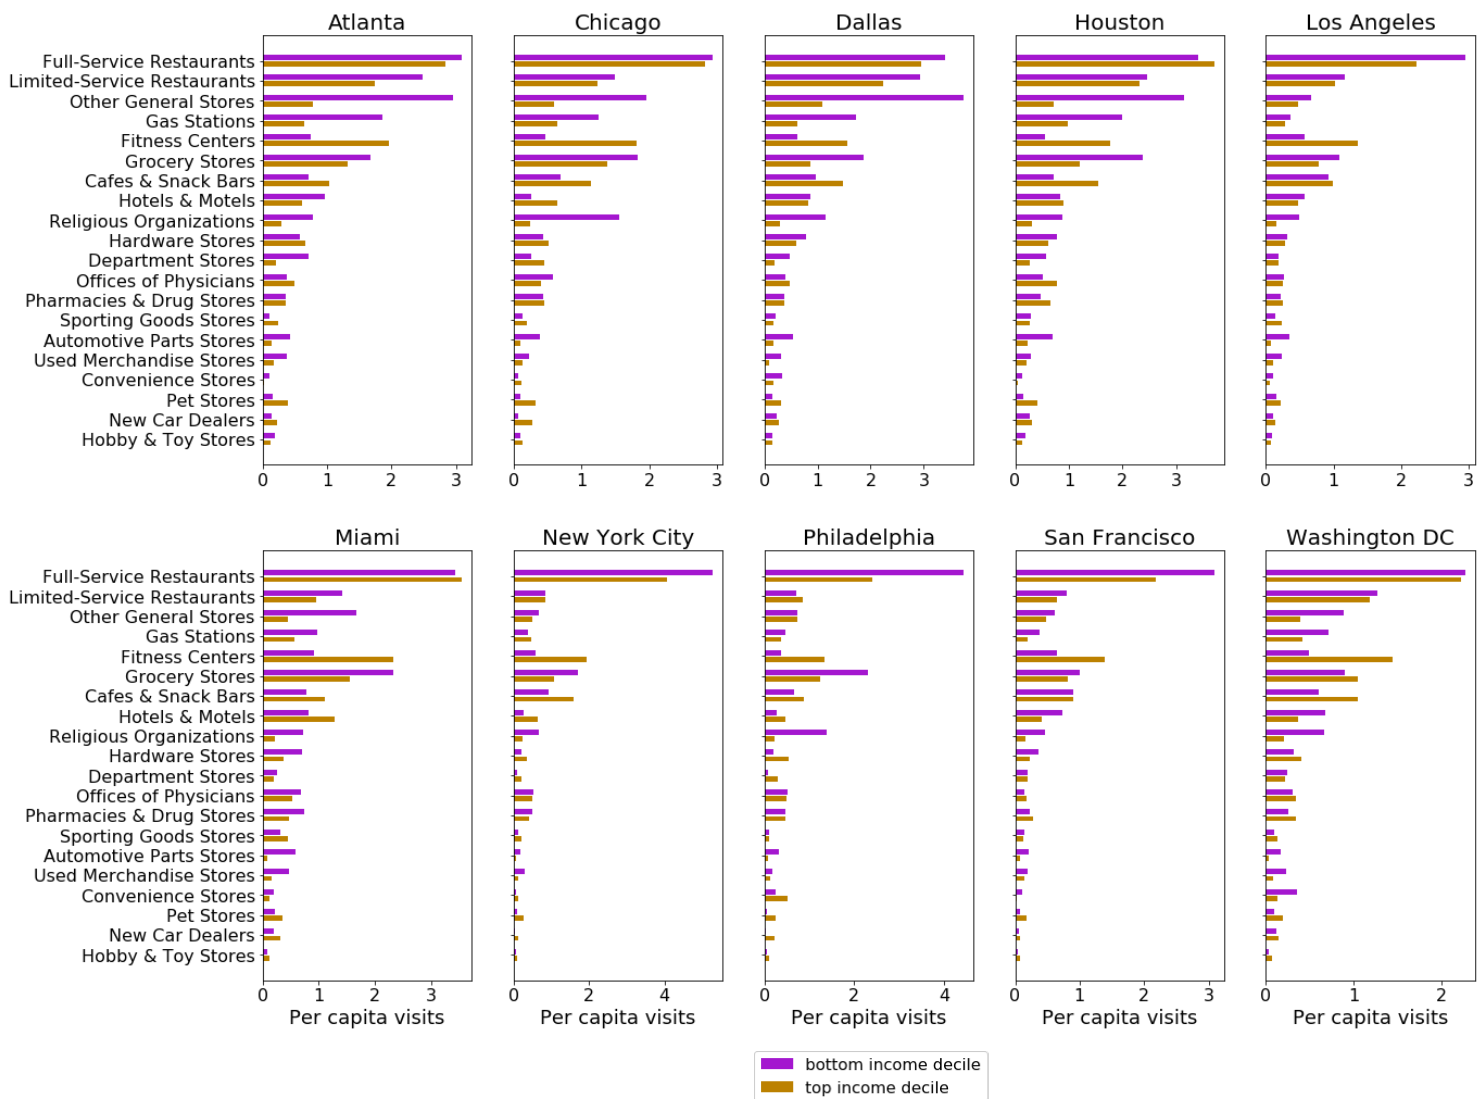 Atlanta
Chicago
Dallas
Houston
Los Angeles
Full-Service Restaurants
Limited-Service Restaurants
Other General Stores
Gas Stations
Fitness Centers
Grocery Stores
Cafes & Snack Bars
Hotels & Motels
Religious Organizations
Hardware Stores
Department Stores
Offices of Physicians
Pharmacies & Drug Stores
Sporting Goods Stores
Automotive Parts Stores
Used Merchandise Stores
Convenience Stores
Pet Stores
New Car Dealers
Hobby & Toy Stores
0 1 2 3
0 1 2 3
0 1 2 3
0 1 2 3
0 1 2 3
Miami
New York City
Philadelphia
San Francisco
Washington DC
Full-Service Restaurants
Limited-Service Restaurants
Other General Stores
Gas Stations
Fitness Centers
Grocery Stores
Cafes & Snack Bars
Hotels & Motels
Religious Organizations
Hardware Stores
Department Stores
Offices of Physicians
Pharmacies & Drug Stores
Sporting Goods Stores
Automotive Parts Stores
Used Merchandise Stores
Convenience Stores
Pet Stores
New Car Dealers
Hobby & Toy Stores
0 1 2 3
0 2 4
0 2 4
0 1 2 3
0 1 2
Per capita visits
Per capita visits
Per capita visits
Per capita visits
Per capita visits
bottom income decile
top income decile